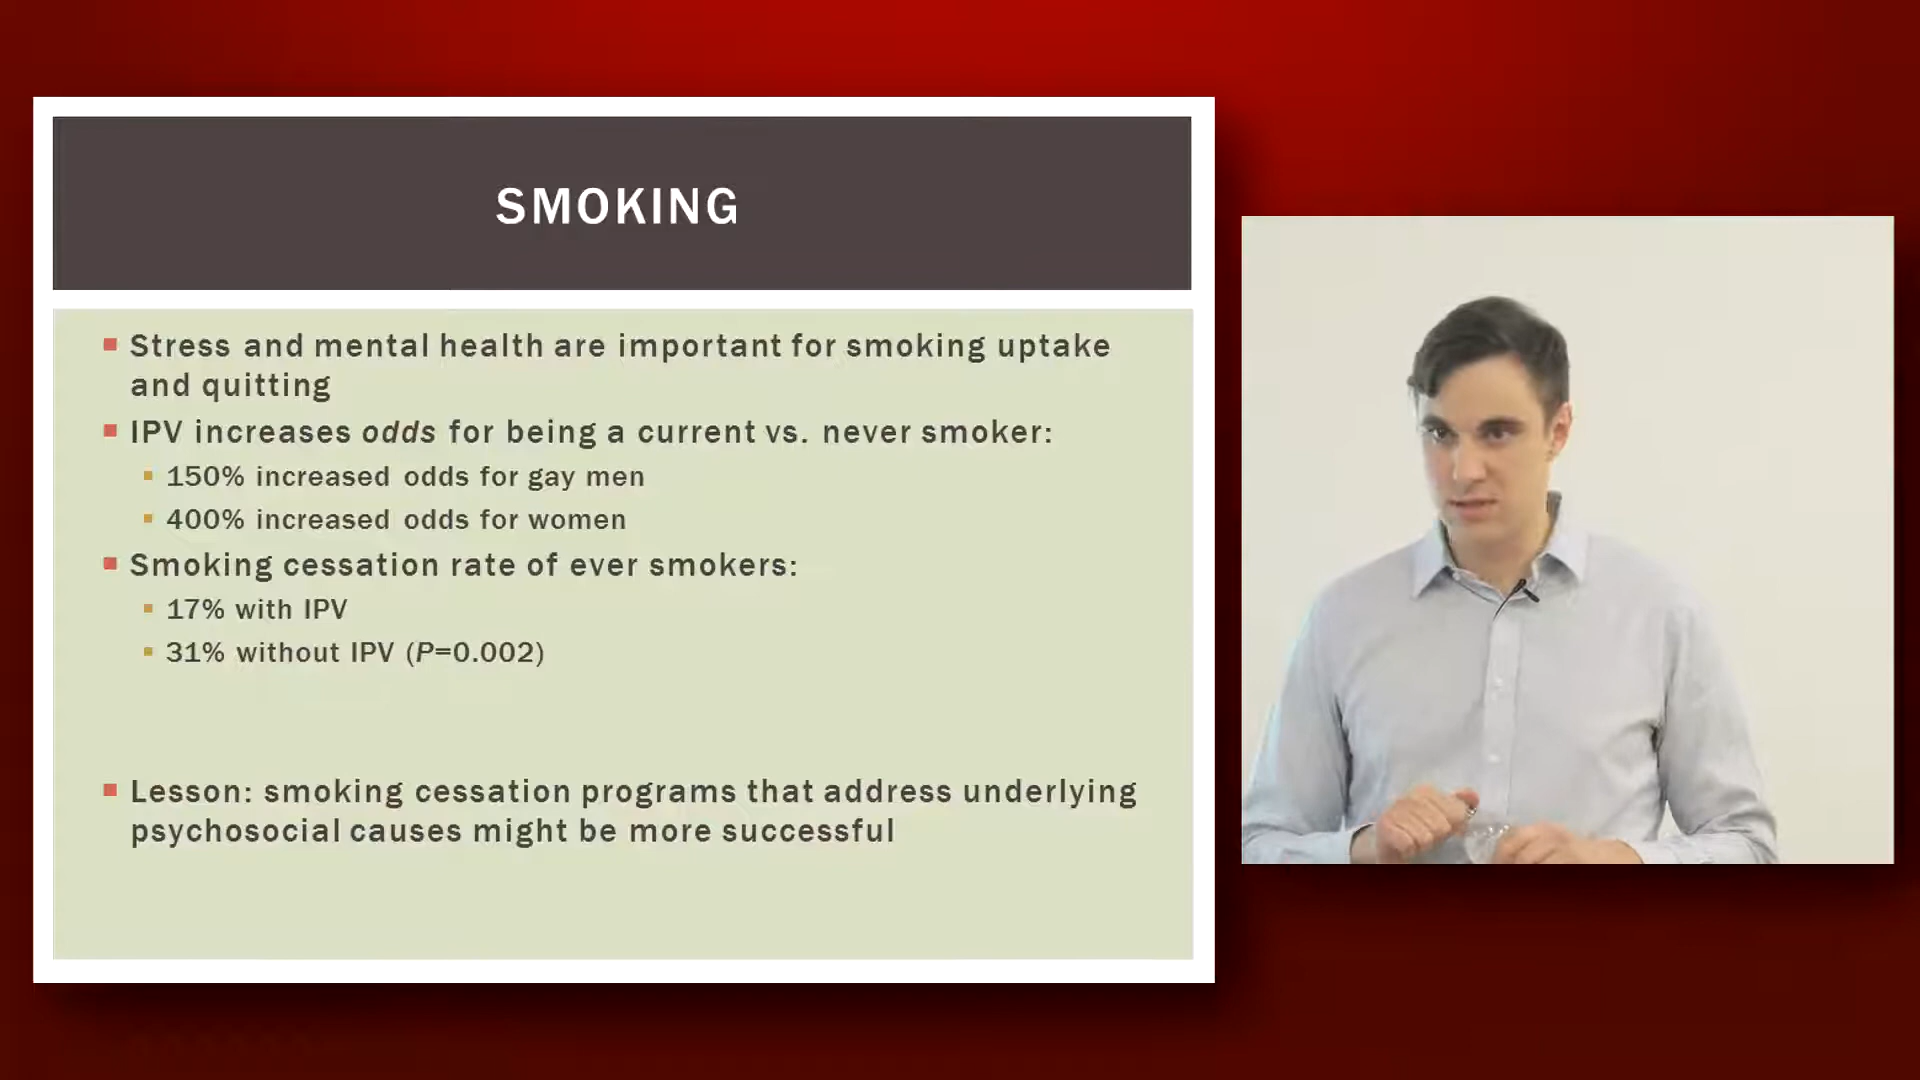 SMOKING
Stress and mental health are important for smoking uptake
and quitting
IPV increases odds for being a current vs. never smoker:
150% increased odds for gay men
400% increased odds for women
Smoking cessation rate of ever smokers:
17% with IPV
31% without IPV (P=0.002)
Lesson: smoking cessation programs that address underlying
psychosocial causes might be more successful